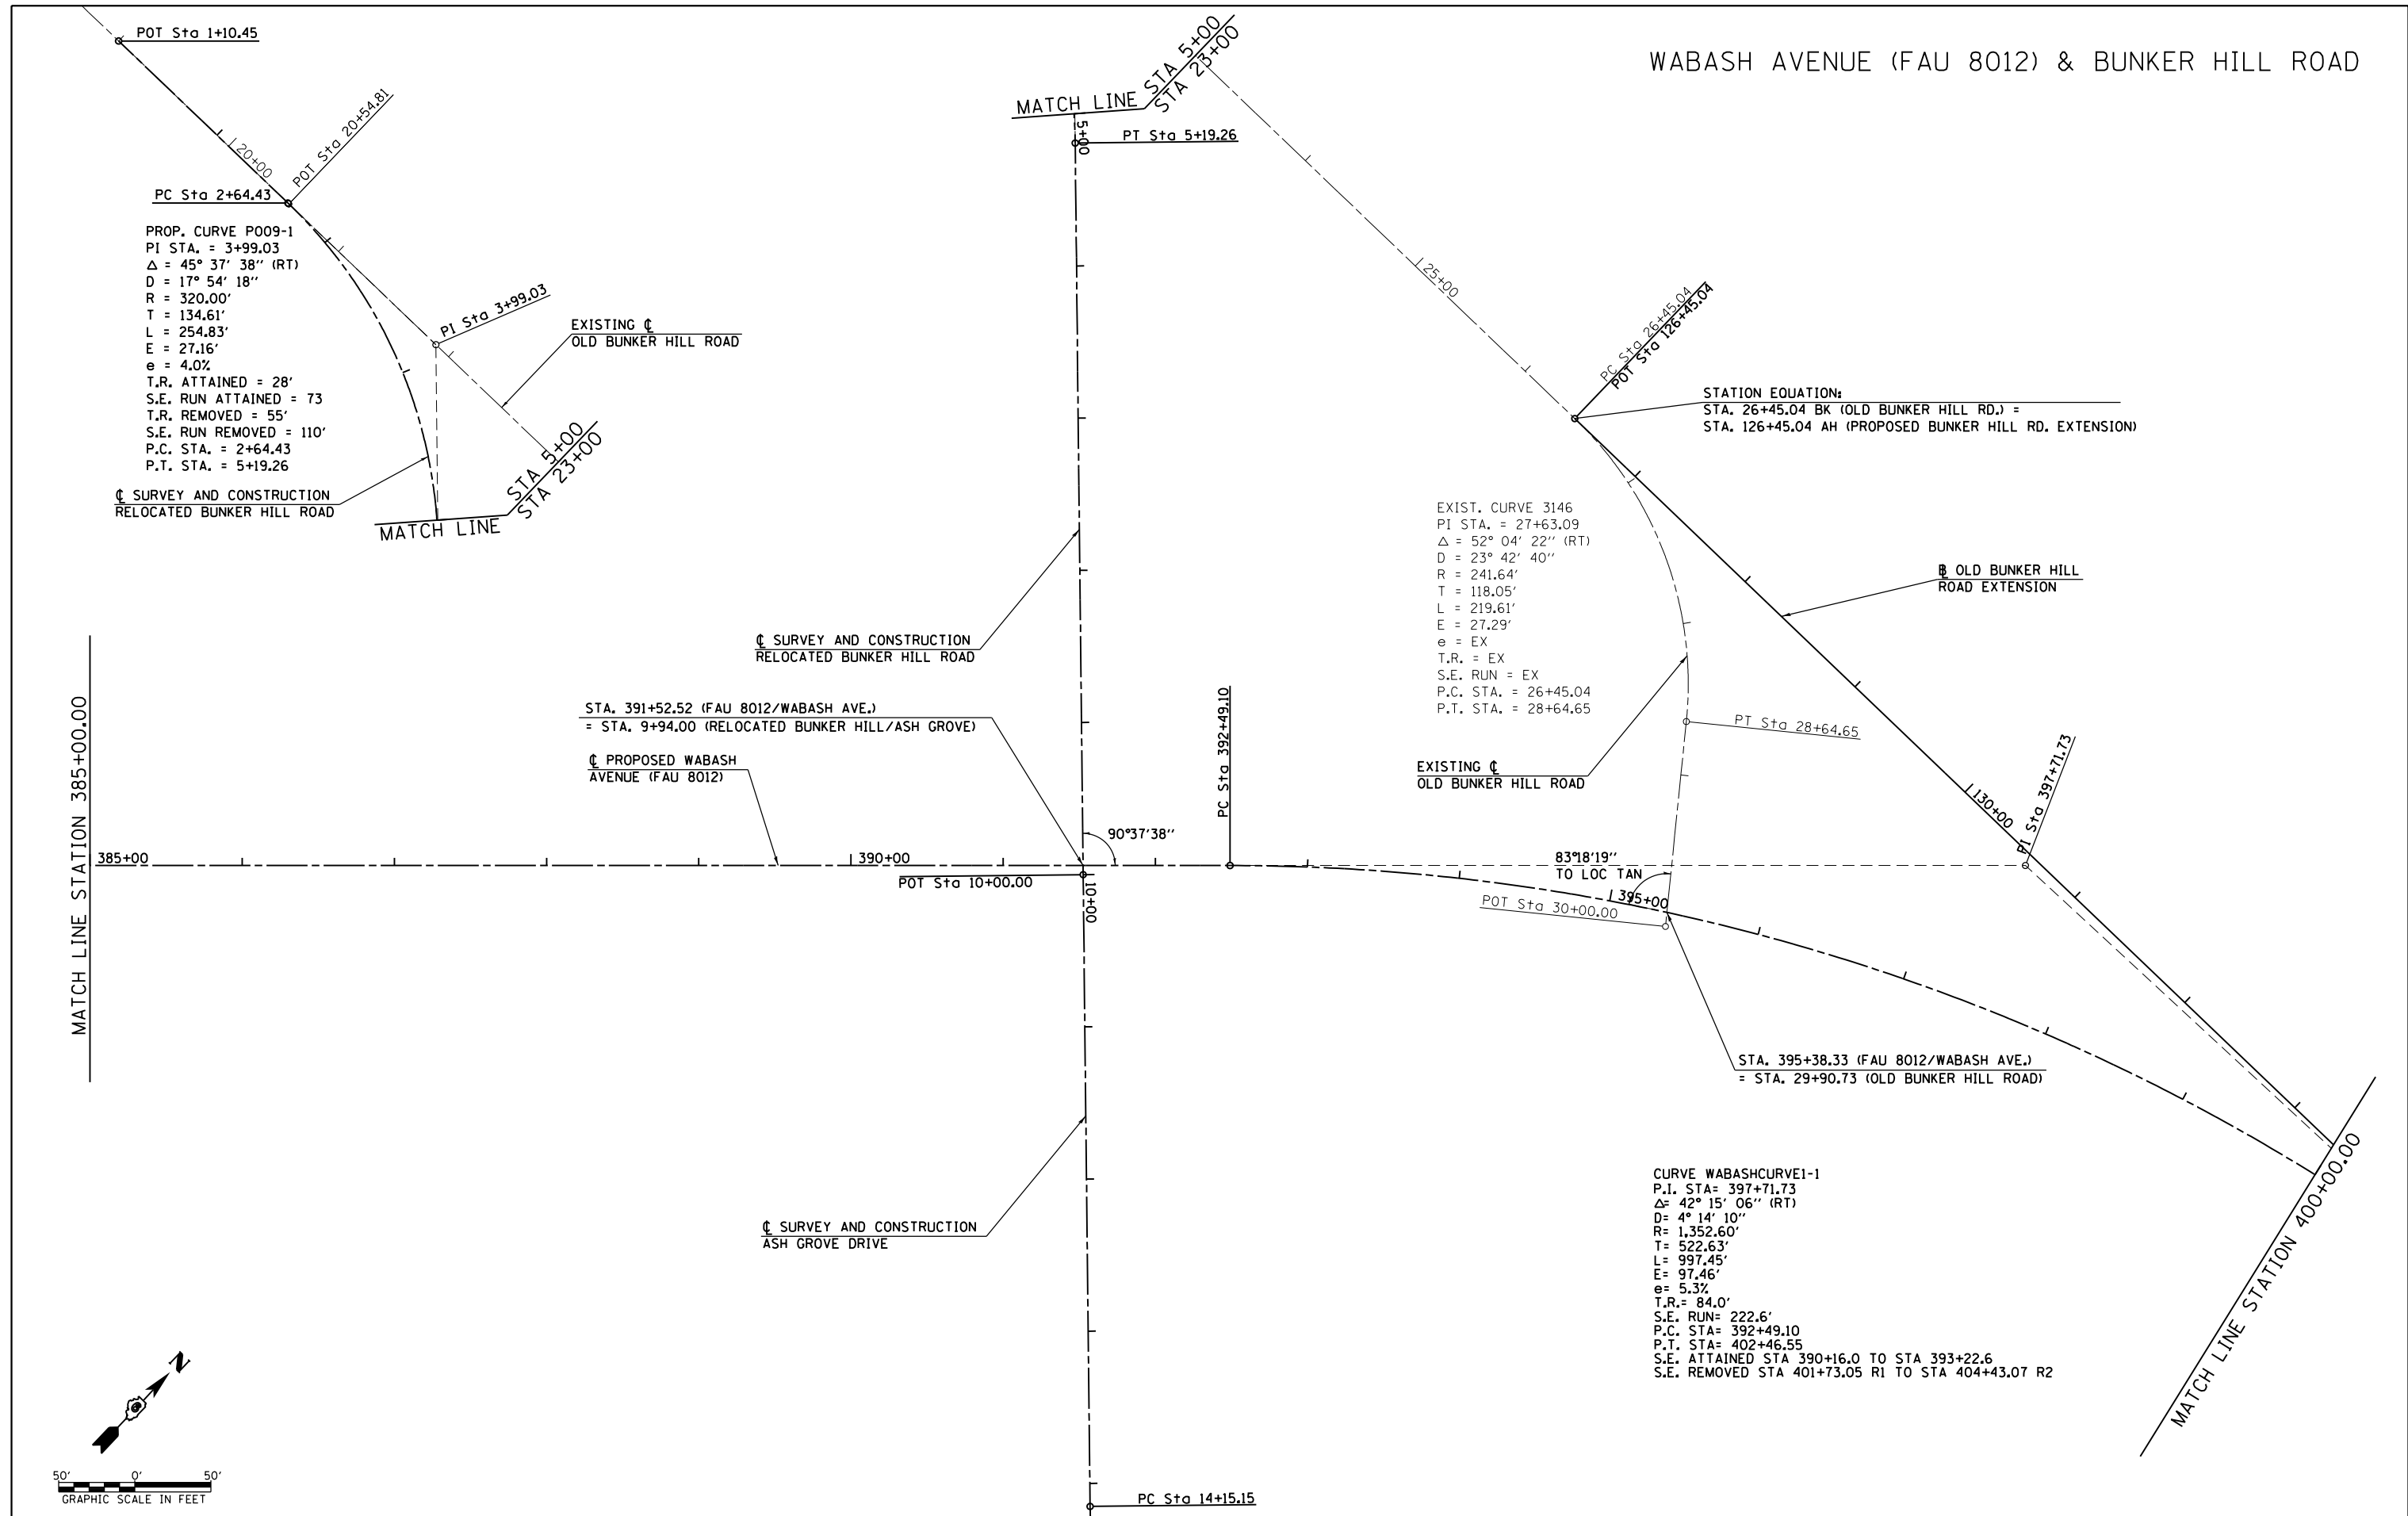 WABASH AVENUE (FAU 8012) & BUNKER HILL ROAD
POT Sta 1+10.45
20+00
POT Sta 20+54.81
PC Sta 2+64.43
PROP. CURVE P009-1
PI STA. = 3+99.03
Δ = 45° 37' 38'' (RT)
D = 17° 54' 18''
R = 320.00'
T = 134.61'
L = 254.83'
E = 27.16'
e = 4.0%
T.R. ATTAINED = 28'
S.E. RUN ATTAINED = 73
T.R. REMOVED = 55'
S.E. RUN REMOVED = 110'
P.C. STA. = 2+64.43
P.T. STA. = 5+19.26
PI Sta 3+99.03
EXISTING ℄
OLD BUNKER HILL ROAD
℄ SURVEY AND CONSTRUCTION
RELOCATED BUNKER HILL ROAD
MATCH LINE
STA 5+00
STA 23+00
MATCH LINE
STA 5+00
STA 23+00
5+00
PT Sta 5+19.26
25+00
PC Sta 26+45.04
POT Sta 126+45.04
STATION EQUATION:
STA. 26+45.04 BK (OLD BUNKER HILL RD.) =
STA. 126+45.04 AH (PROPOSED BUNKER HILL RD. EXTENSION)
EXIST. CURVE 3146
PI STA. = 27+63.09
Δ = 52° 04' 22'' (RT)
D = 23° 42' 40''
R = 241.64'
T = 118.05'
L = 219.61'
E = 27.29'
e = EX
T.R. = EX
S.E. RUN = EX
P.C. STA. = 26+45.04
P.T. STA. = 28+64.65
BL OLD BUNKER HILL
ROAD EXTENSION
℄ SURVEY AND CONSTRUCTION
RELOCATED BUNKER HILL ROAD
STA. 391+52.52 (FAU 8012/WABASH AVE.)
= STA. 9+94.00 (RELOCATED BUNKER HILL/ASH GROVE)
℄ PROPOSED WABASH
AVENUE (FAU 8012)
PC Sta 392+49.10
EXISTING ℄
OLD BUNKER HILL ROAD
PT Sta 28+64.65
130+00
PI Sta 397+71.73
MATCH LINE STATION 385+00.00
385+00
390+00
90°37'38''
POT Sta 10+00.00
10+00
83°18'19''
TO LOC TAN
395+00
POT Sta 30+00.00
STA. 395+38.33 (FAU 8012/WABASH AVE.)
= STA. 29+90.73 (OLD BUNKER HILL ROAD)
℄ SURVEY AND CONSTRUCTION
ASH GROVE DRIVE
CURVE WABASHCURVE1-1
P.I. STA= 397+71.73
Δ= 42° 15' 06'' (RT)
D= 4° 14' 10''
R= 1,352.60'
T= 522.63'
L= 997.45'
E= 97.46'
e= 5.3%
T.R.= 84.0'
S.E. RUN= 222.6'
P.C. STA= 392+49.10
P.T. STA= 402+46.55
S.E. ATTAINED STA 390+16.0 TO STA 393+22.6
S.E. REMOVED STA 401+73.05 R1 TO STA 404+43.07 R2
MATCH LINE STATION 400+00.00
N
50' 0' 50'
GRAPHIC SCALE IN FEET
PC Sta 14+15.15